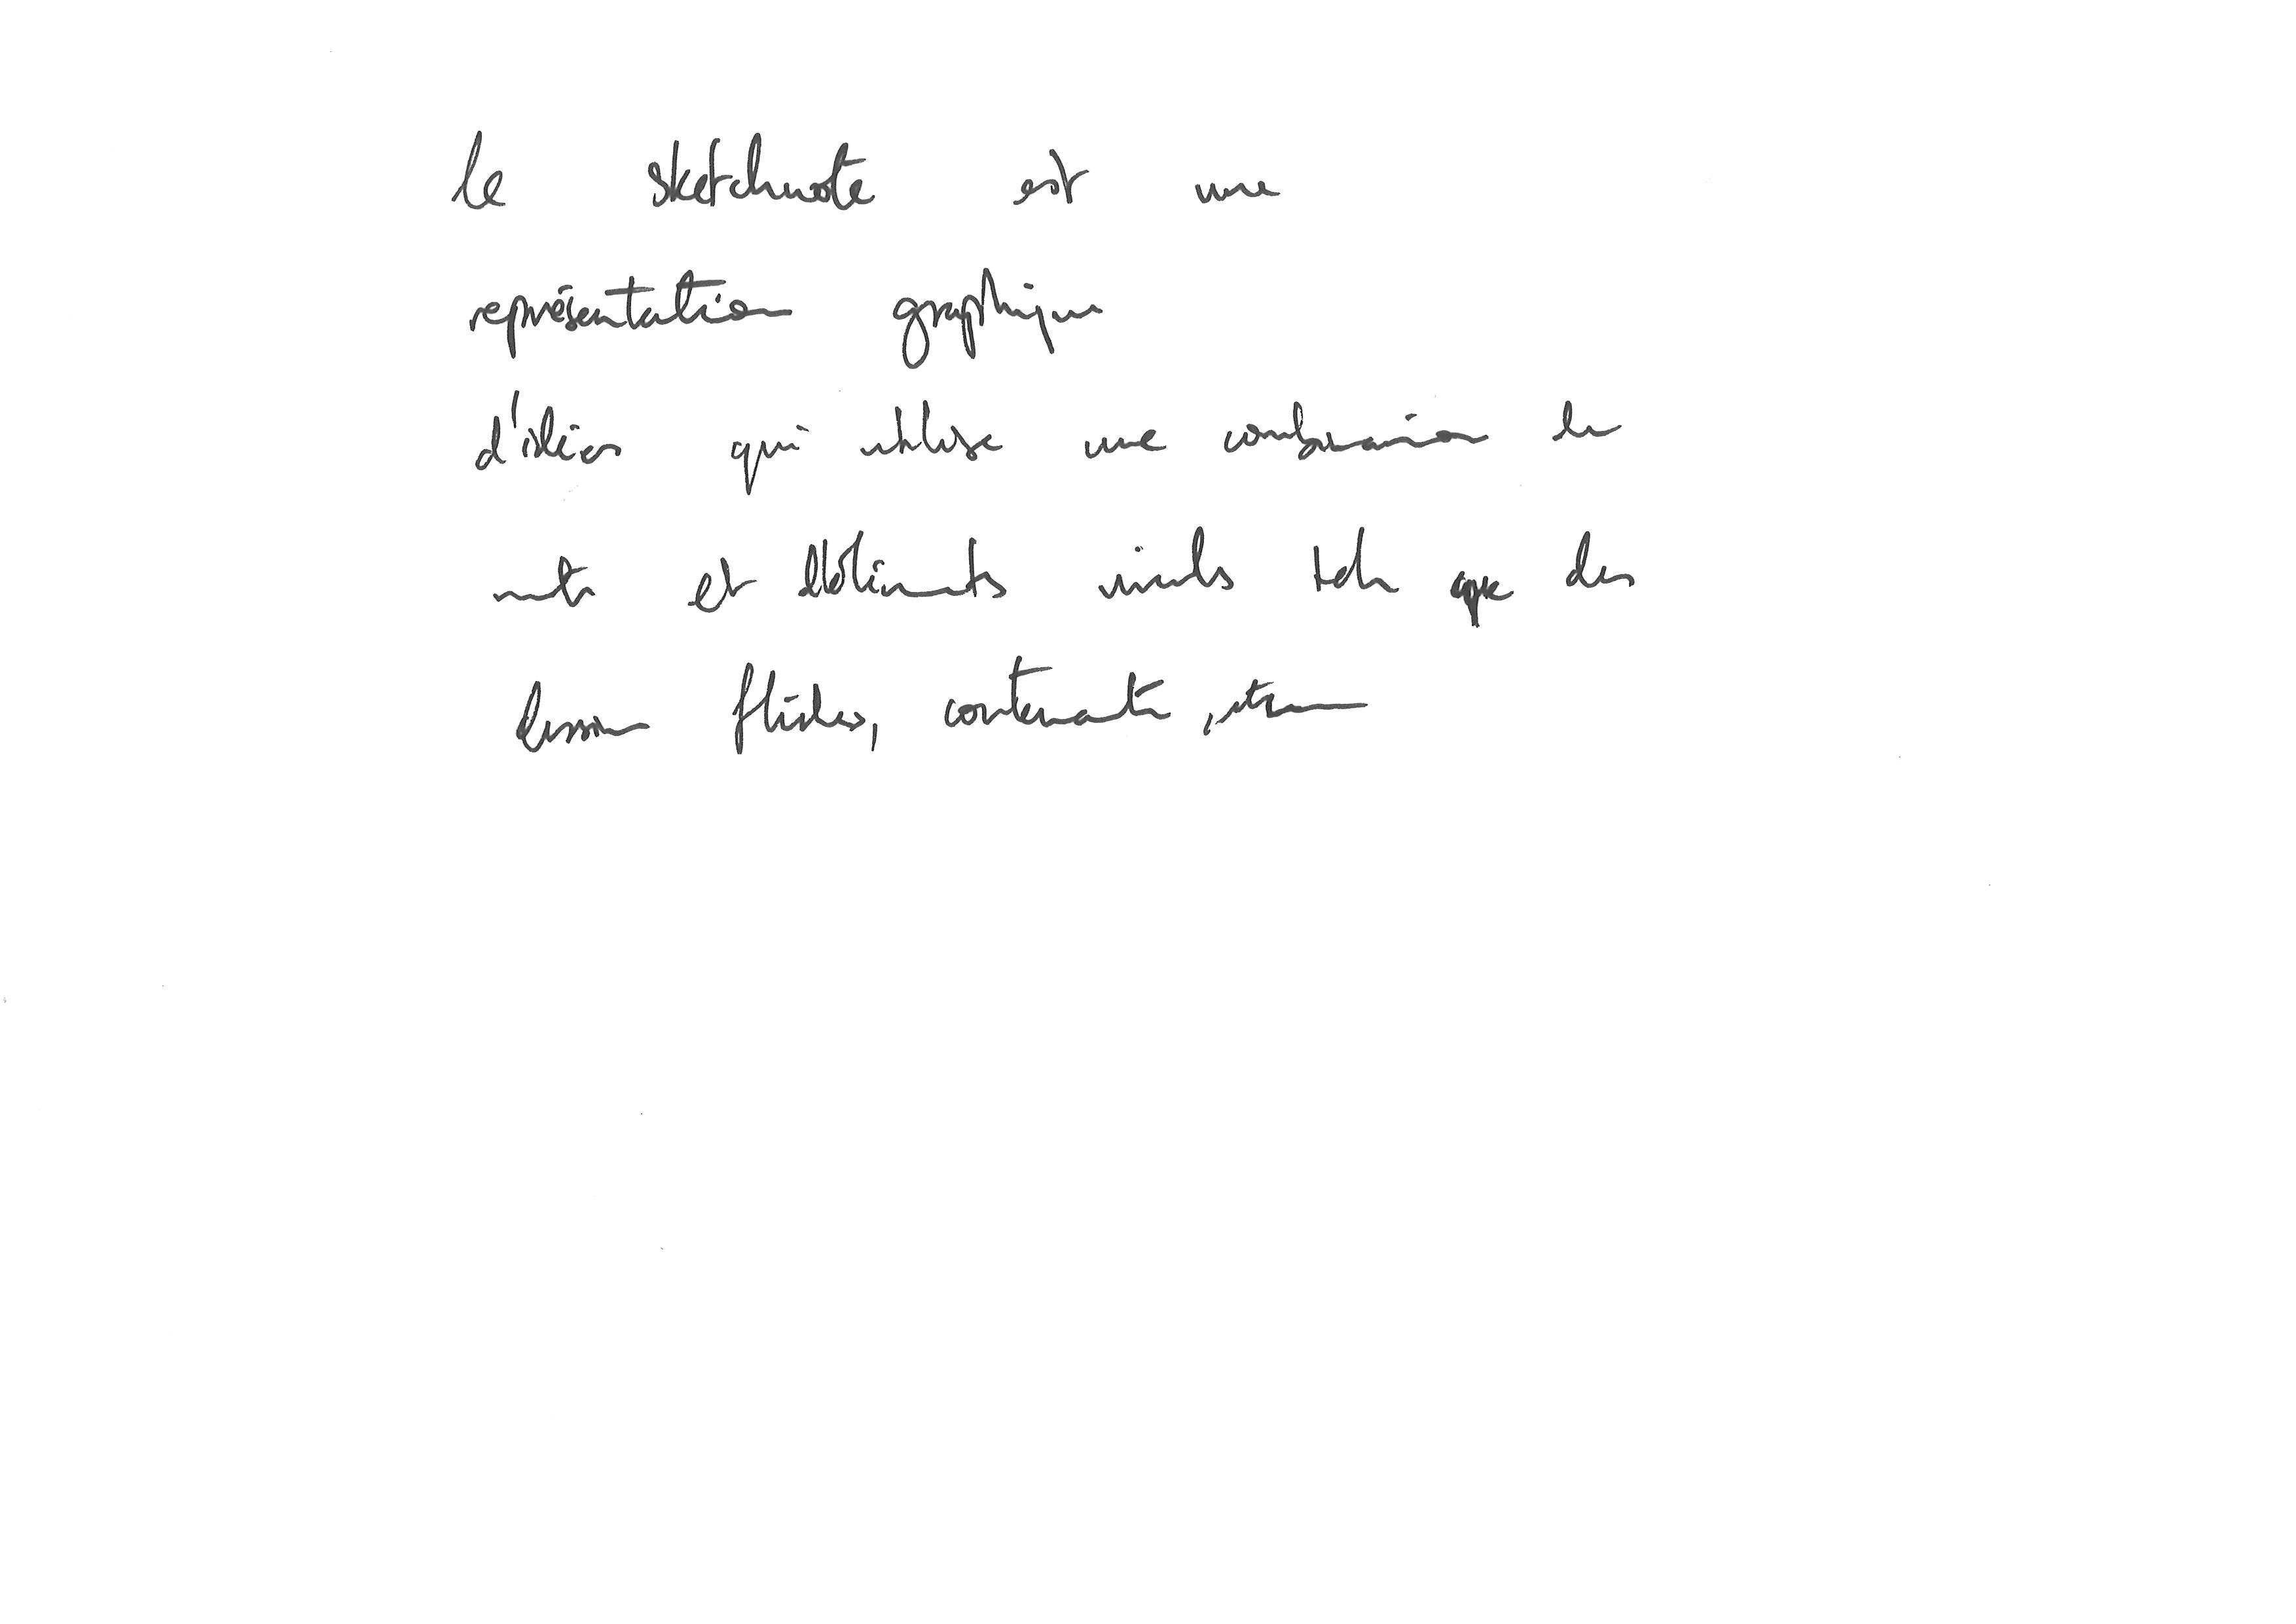 le sketchnote est une
représentation graphique
d'idées qui utilise une combinaison de
mots et d'éléments visuels tels que des
dessins flèches, contenants,